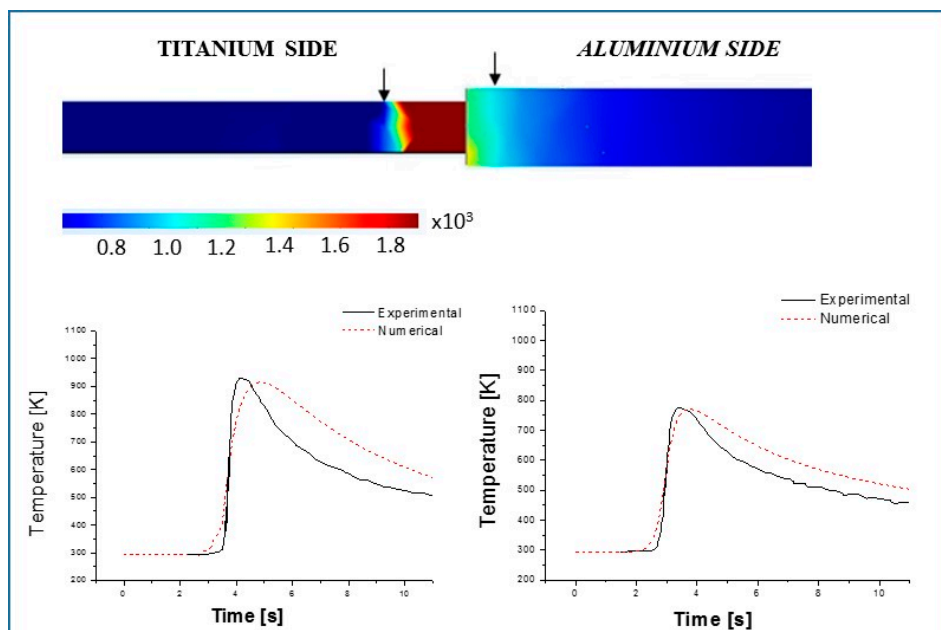 TITANIUM SIDE
ALUMINIUM SIDE
x10³
0.8 1.0 1.2 1.4 1.6 1.8
Experimental
Numerical
1100
1000
900
800
700
600
500
400
300
200
Temperature [K]
0 2 4 6 8 10
Time [s]
Experimental
Numerical
1100
1000
900
800
700
600
500
400
300
200
Temperature [K]
0 2 4 6 8 10
Time [s]